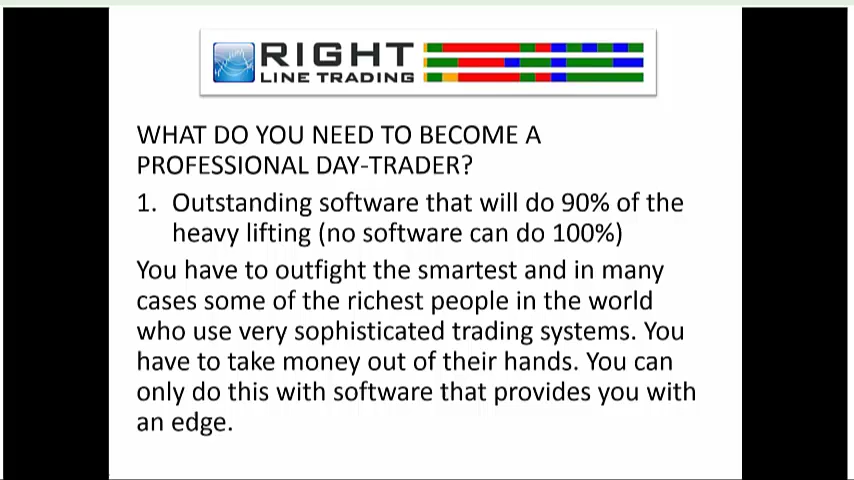 RIGHT
LINE TRADING
WHAT DO YOU NEED TO BECOME A
PROFESSIONAL DAY-TRADER?
1. Outstanding software that will do 90% of the
heavy lifting (no software can do 100%)
You have to outfight the smartest and in many
cases some of the richest people in the world
who use very sophisticated trading systems. You
have to take money out of their hands. You can
only do this with software that provides you with
an edge.